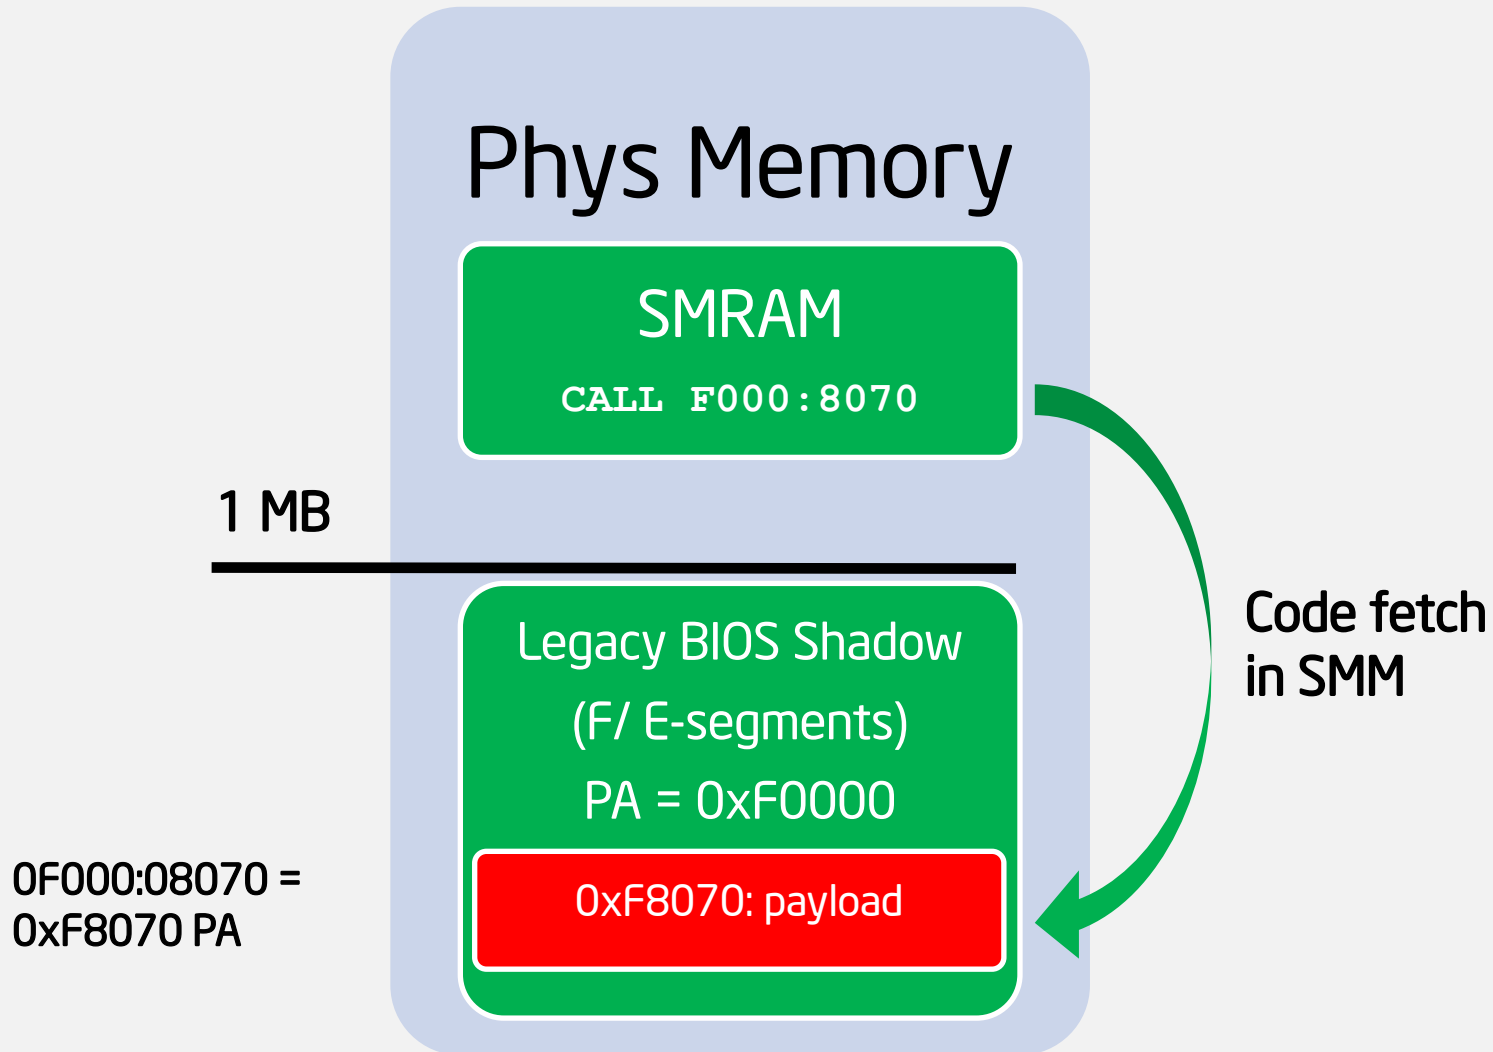 Phys Memory
SMRAM
CALL F000:8070
1 MB
Legacy BIOS Shadow
(F/ E-segments)
PA = 0xF0000
0xF8070: payload
0F000:08070 =
0xF8070 PA
Code fetch
in SMM